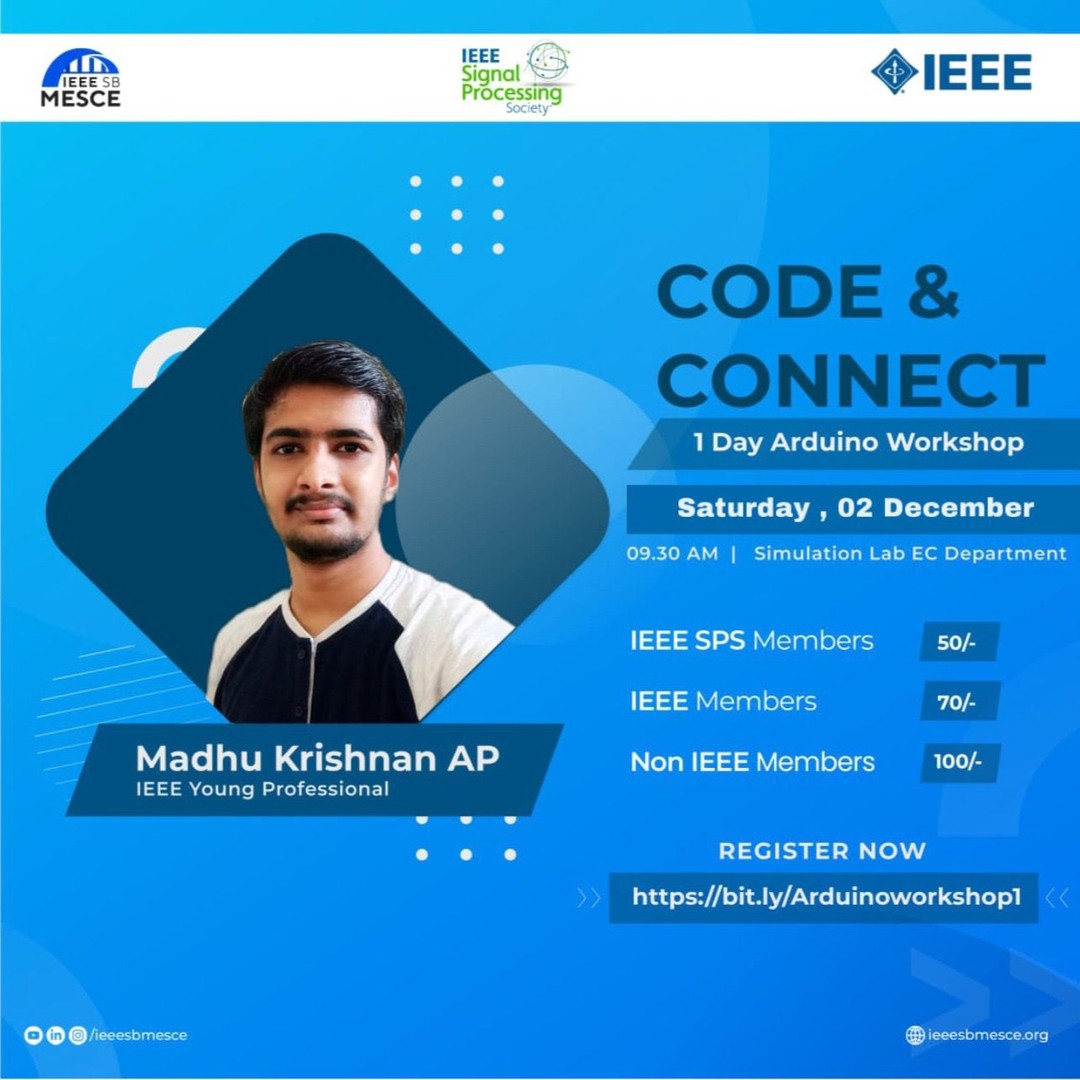 IEEE SB
MESCE
IEEE
Signal
Processing
Society
IEEE
CODE &
CONNECT
1 Day Arduino Workshop
Saturday , 02 December
09.30 AM | Simulation Lab EC Department
IEEE SPS Members 50/-
IEEE Members 70/-
Non IEEE Members 100/-
Madhu Krishnan AP
IEEE Young Professional
REGISTER NOW
https://bit.ly/Arduinoworkshop1
/ieeesbmesce
ieeesbmesce.org